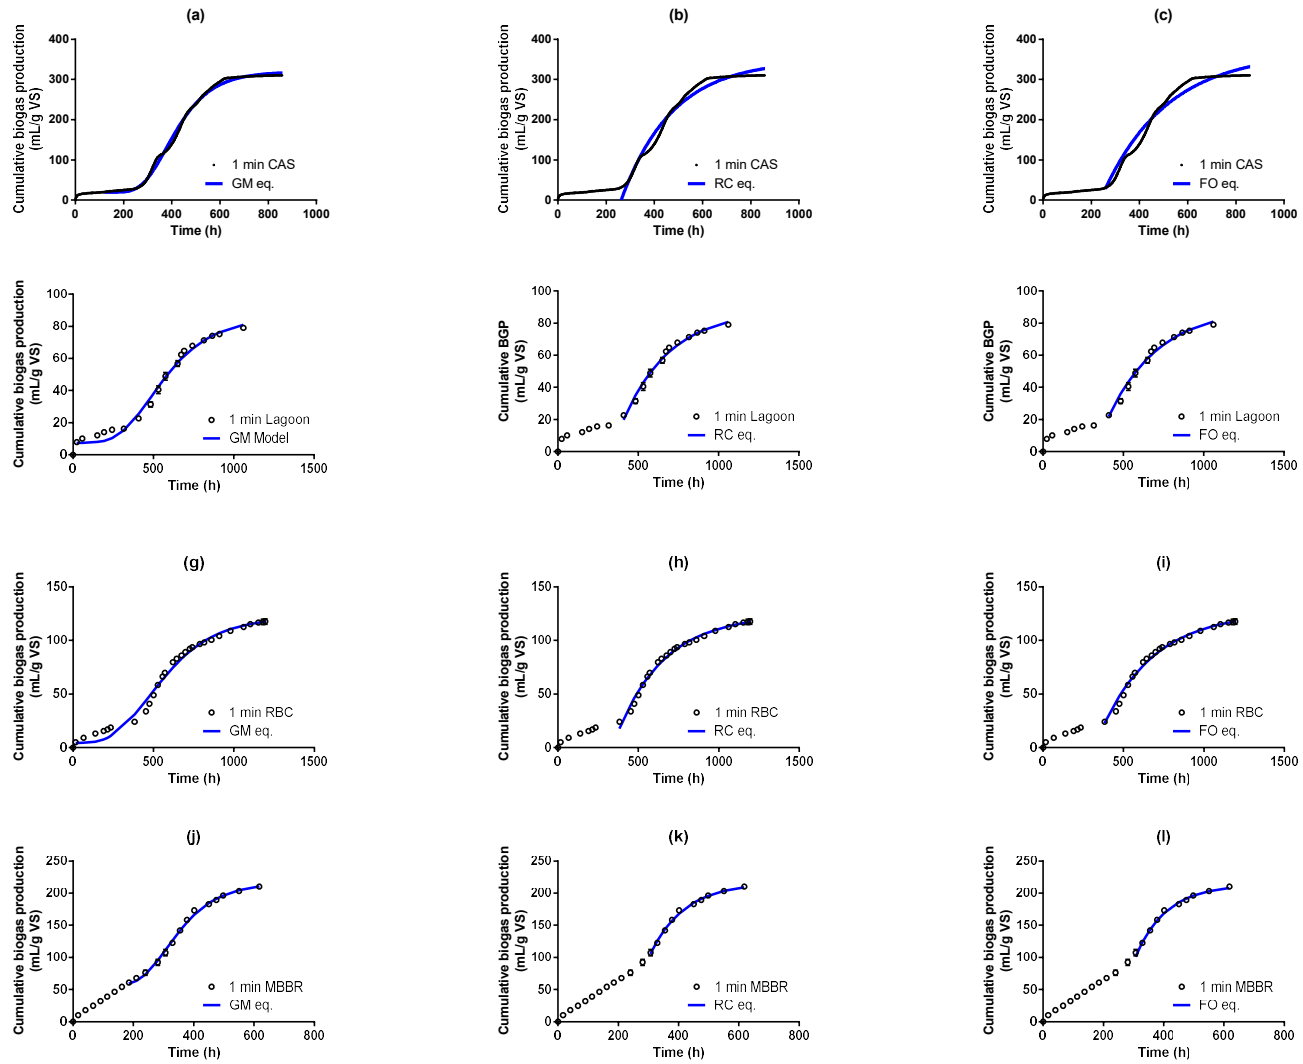 (a)
(b)
(c)
Cumulative biogas production
(mL/g VS)
400
300
200
100
0
0
200
400
600
800
1000
Time (h)
1 min CAS
GM eq.
Cumulative biogas production
(mL/g VS)
400
300
200
100
0
0
200
400
600
800
1000
Time (h)
1 min CAS
RC eq.
Cumulative biogas production
(mL/g VS)
400
300
200
100
0
0
200
400
600
800
1000
Time (h)
1 min CAS
FO eq.
Cumulative biogas production
(mL/g VS)
100
80
60
40
20
0
0
500
1000
1500
Time (h)
1 min Lagoon
GM Model
Cumulative BGP
(mL/g VS)
100
80
60
40
20
0
0
500
1000
1500
Time (h)
1 min Lagoon
RC eq.
Cumulative BGP
(mL/g VS)
100
80
60
40
20
0
0
500
1000
1500
Time (h)
1 min Lagoon
FO eq.
(g)
(h)
(i)
Cumulative biogas production
(mL/g VS)
150
100
50
0
0
500
1000
1500
Time (h)
1 min RBC
GM eq.
Cumulative biogas production
(mL/g VS)
150
100
50
0
0
500
1000
1500
Time (h)
1 min RBC
RC eq.
Cumulative biogas production
(mL/g VS)
150
100
50
0
0
500
1000
1500
Time (h)
1 min RBC
FO eq.
(j)
(k)
(l)
Cumulative biogas production
(mL/g VS)
250
200
150
100
50
0
0
200
400
600
800
Time (h)
1 min MBBR
GM eq.
Cumulative biogas production
(mL/g VS)
250
200
150
100
50
0
0
200
400
600
800
Time (h)
1 min MBBR
RC eq.
Cumulative biogas production
(mL/g VS)
250
200
150
100
50
0
0
200
400
600
800
Time (h)
1 min MBBR
FO eq.